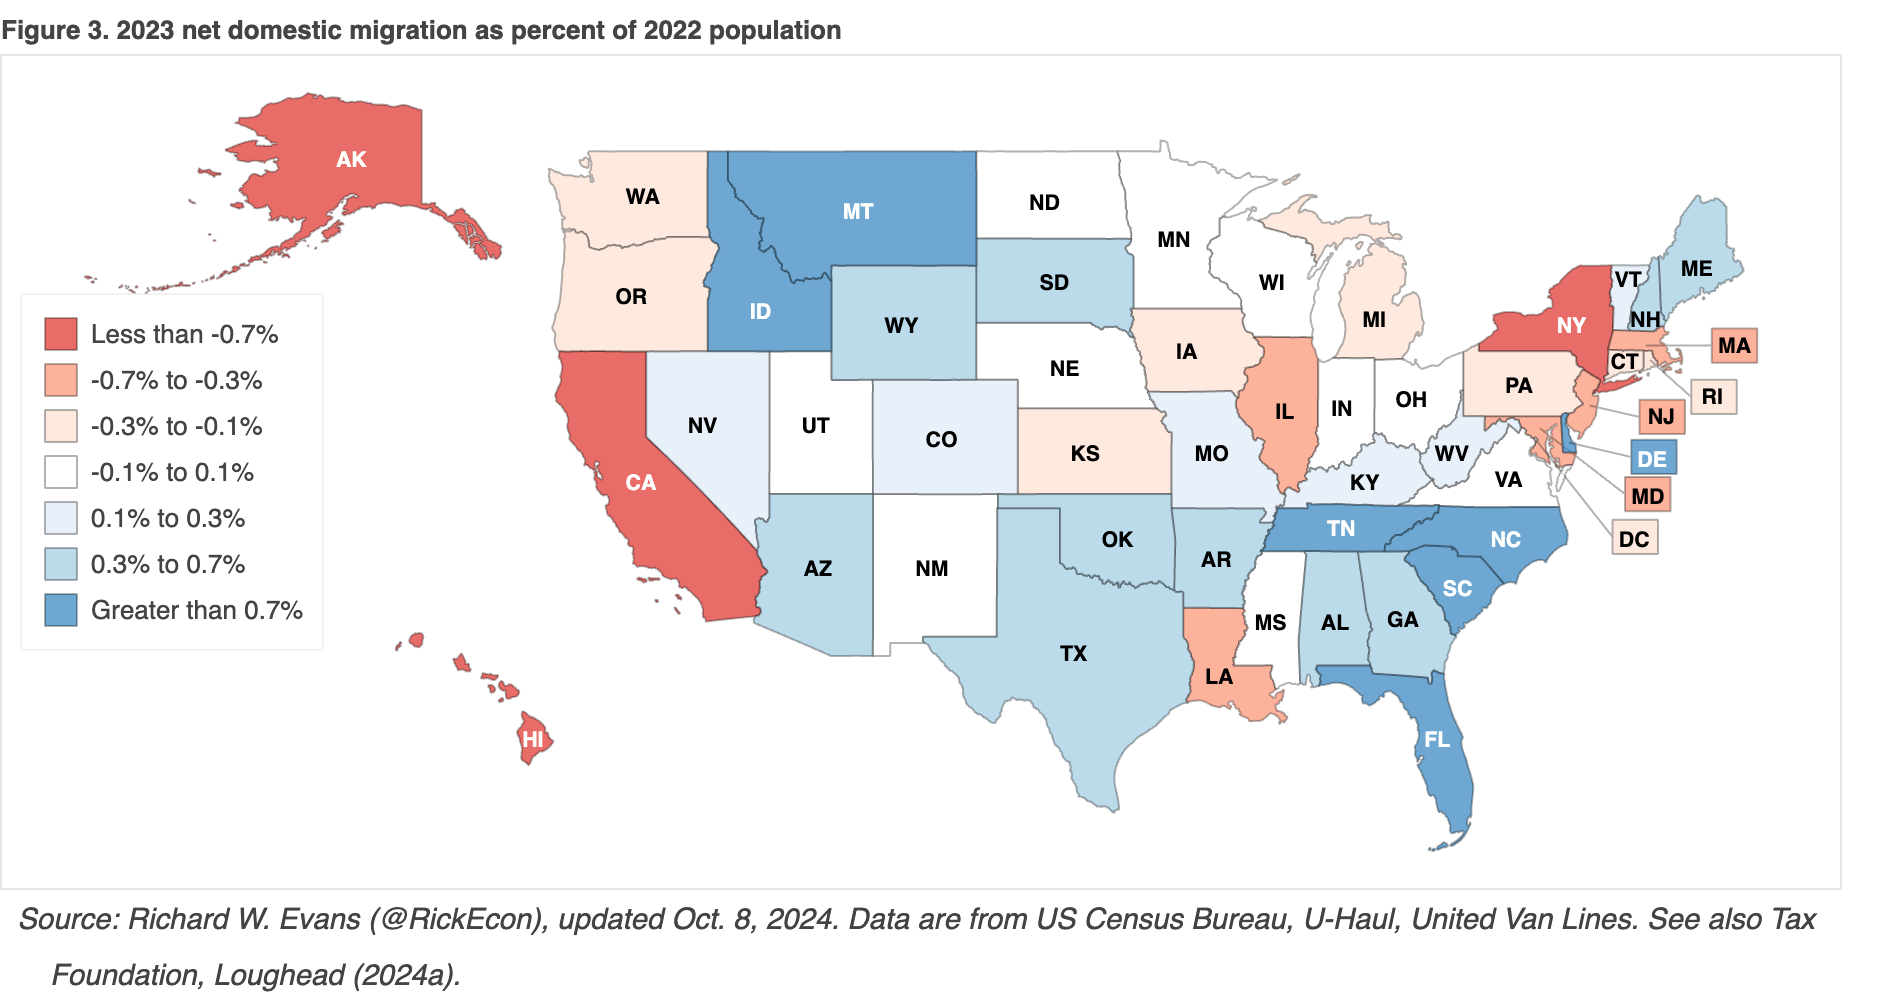 Figure 3. 2023 net domestic migration as percent of 2022 population
AK
WA
MT
ND
MN
OR
ID
WY
SD
WI
MI
VT
ME
NH
NY
MA
CT
RI
Less than -0.7%
-0.7% to -0.3%
-0.3% to -0.1%
-0.1% to 0.1%
0.1% to 0.3%
0.3% to 0.7%
Greater than 0.7%
NV
UT
CO
NE
IA
KS
MO
IL
IN
OH
PA
NJ
DE
MD
DC
WV
VA
KY
CA
AZ
NM
OK
AR
TN
NC
SC
TX
LA
MS
AL
GA
FL
HI
Source: Richard W. Evans (@RickEcon), updated Oct. 8, 2024. Data are from US Census Bureau, U-Haul, United Van Lines. See also Tax
Foundation, Loughead (2024a).